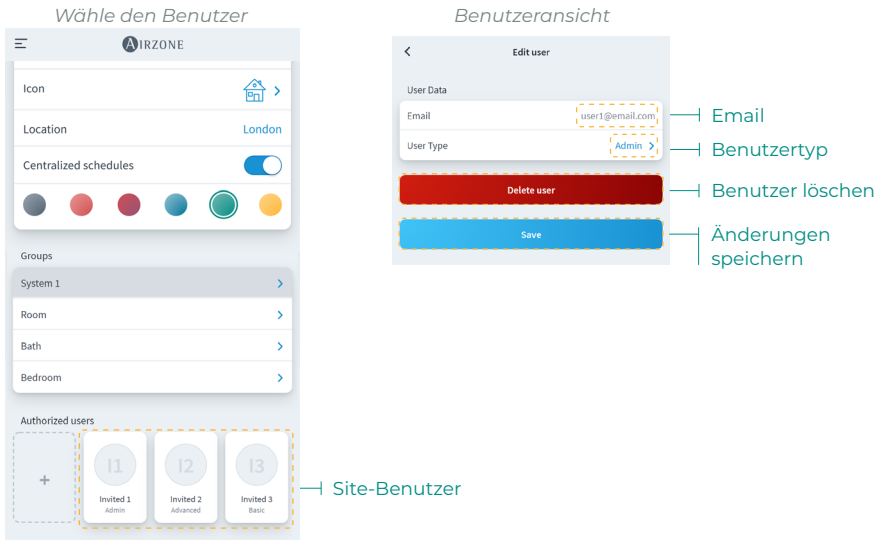 Wähle den Benutzer
AIRZONE
Icon
Location London
Centralized schedules
Groups
System 1
Room
Bath
Bedroom
Authorized users
+
I1
Invited 1
Admin
I2
Invited 2
Advanced
I3
Invited 3
Basic
Site-Benutzer
Benutzeransicht
Edit user
User Data
Email user1@email.com
User Type Admin
Delete user
Save
Email
Benutzertyp
Benutzer löschen
Änderungen
speichern